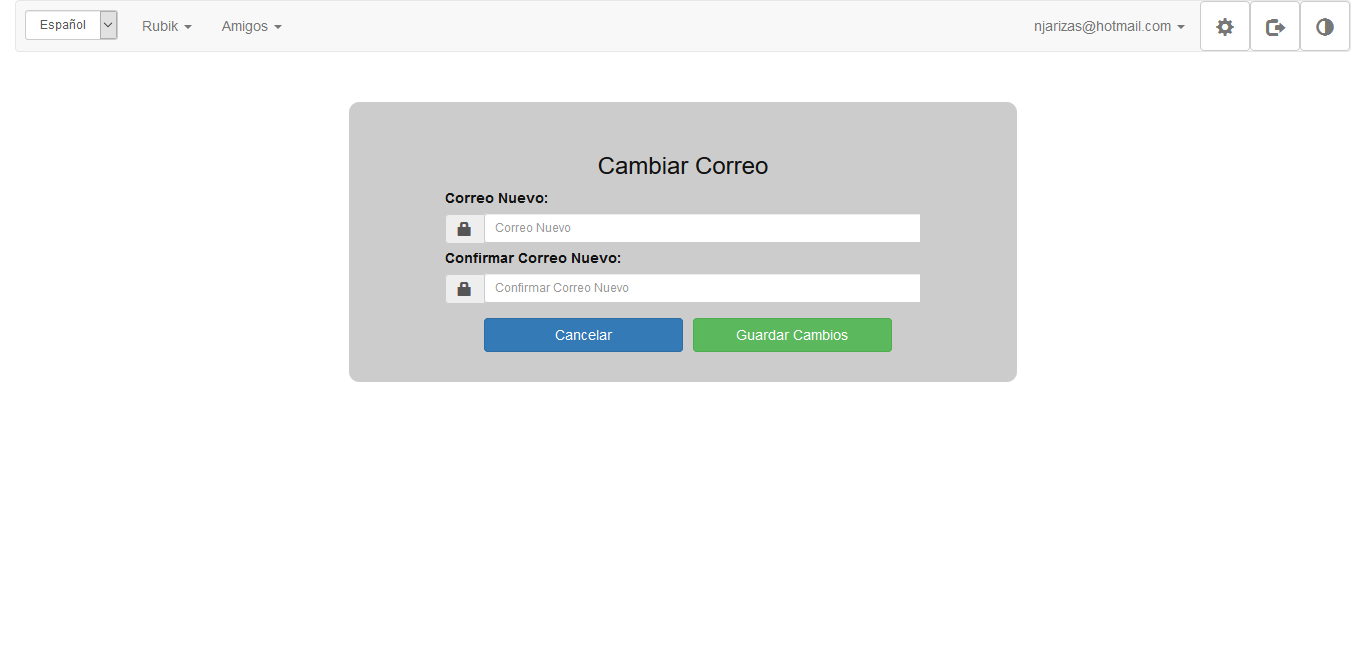 Español Rubik Amigos njarizas@hotmail.com
Cambiar Correo
Correo Nuevo:
Correo Nuevo
Confirmar Correo Nuevo:
Confirmar Correo Nuevo
Cancelar Guardar Cambios